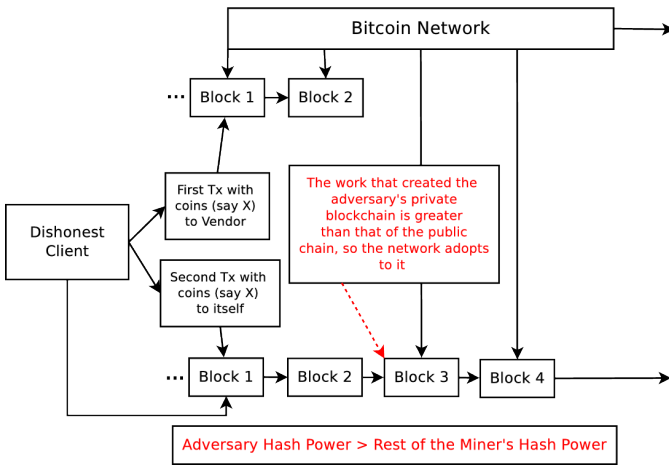 Bitcoin Network
... Block 1
Block 2
First Tx with
coins (say X)
to Vendor
The work that created the
adversary's private
blockchain is greater
than that of the public
chain, so the network adopts
to it
Dishonest
Client
Second Tx with
coins (say X)
to itself
... Block 1
Block 2
Block 3
Block 4
Adversary Hash Power > Rest of the Miner's Hash Power